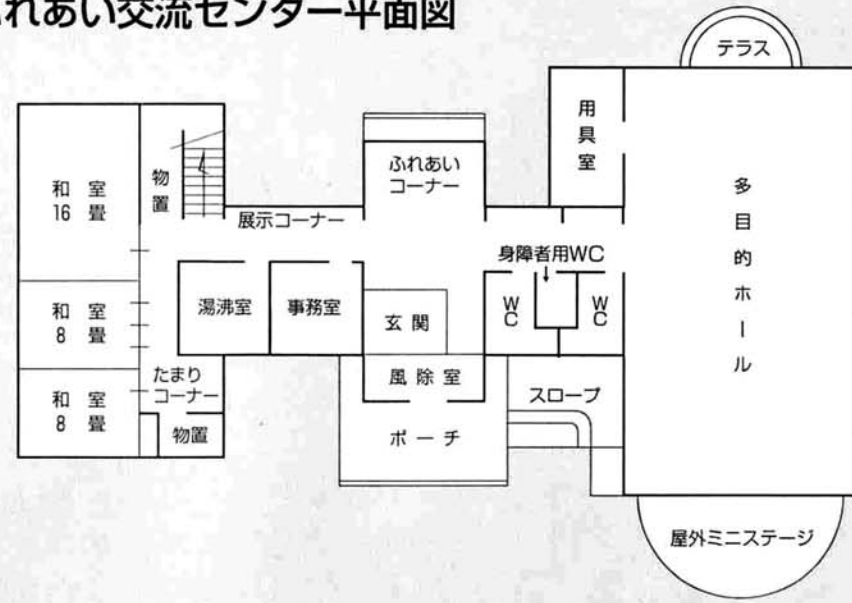 れあい交流センター平面図
テラス
用具室
多目的ホール
物置
和室
16畳
ふれあい
コーナー
展示コーナー
身障者用WC
湯沸室
事務室
玄関
WC
WC
和室
8畳
風除室
たまり
コーナー
スロープ
和室
8畳
物置
ポーチ
屋外ミニステージ